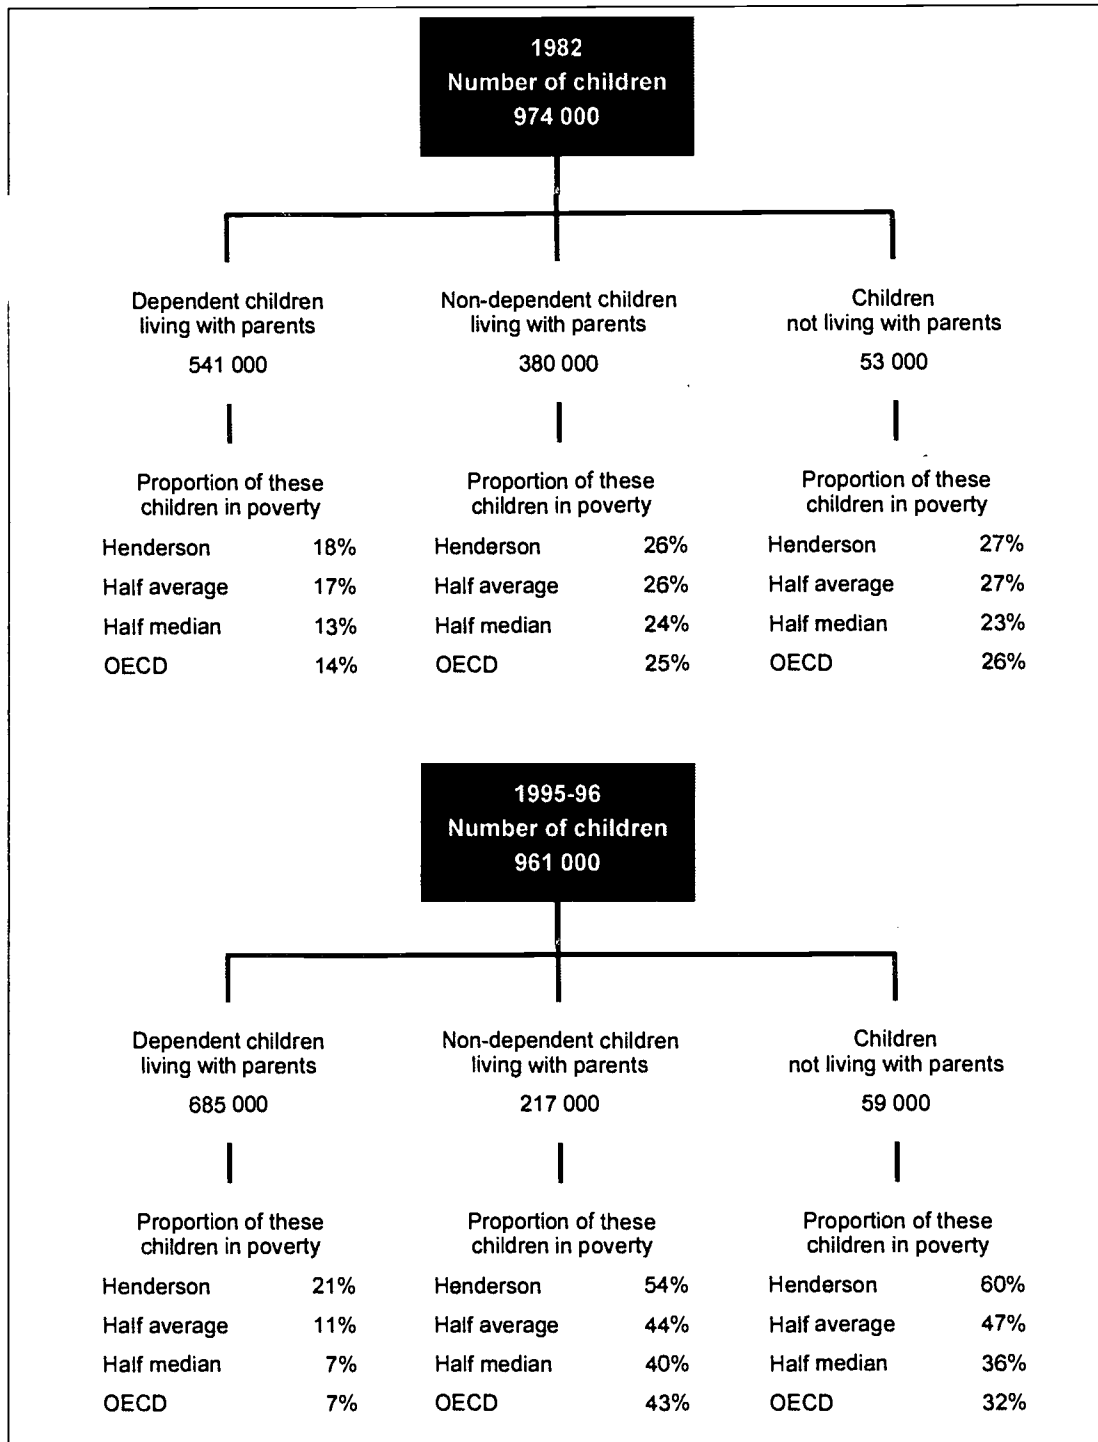 1982
Number of children
974 000
Dependent children
living with parents
541 000
Non-dependent children
living with parents
380 000
Children
not living with parents
53 000
Proportion of these
children in poverty
Henderson 18%
Half average 17%
Half median 13%
OECD 14%
Proportion of these
children in poverty
Henderson 26%
Half average 26%
Half median 24%
OECD 25%
Proportion of these
children in poverty
Henderson 27%
Half average 27%
Half median 23%
OECD 26%
1995-96
Number of children
961 000
Dependent children
living with parents
685 000
Non-dependent children
living with parents
217 000
Children
not living with parents
59 000
Proportion of these
children in poverty
Henderson 21%
Half average 11%
Half median 7%
OECD 7%
Proportion of these
children in poverty
Henderson 54%
Half average 44%
Half median 40%
OECD 43%
Proportion of these
children in poverty
Henderson 60%
Half average 47%
Half median 36%
OECD 32%